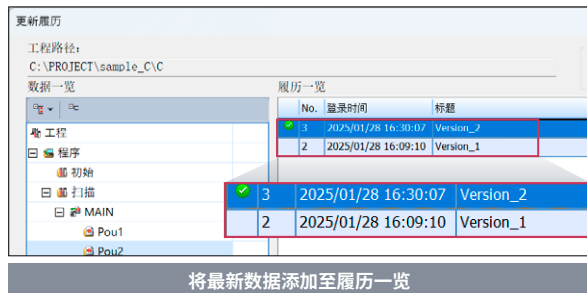 更新履历
工程路径:
C:\PROJECT\sample_C\C
数据一览
履历一览
No. 登录时间 标题
3 2025/01/28 16:30:07 Version_2
2 2025/01/28 16:09:10 Version_1
工程
程序
初始
扫描
MAIN
Pou1
Pou2
3 2025/01/28 16:30:07 Version_2
2 2025/01/28 16:09:10 Version_1
将最新数据添加至履历一览